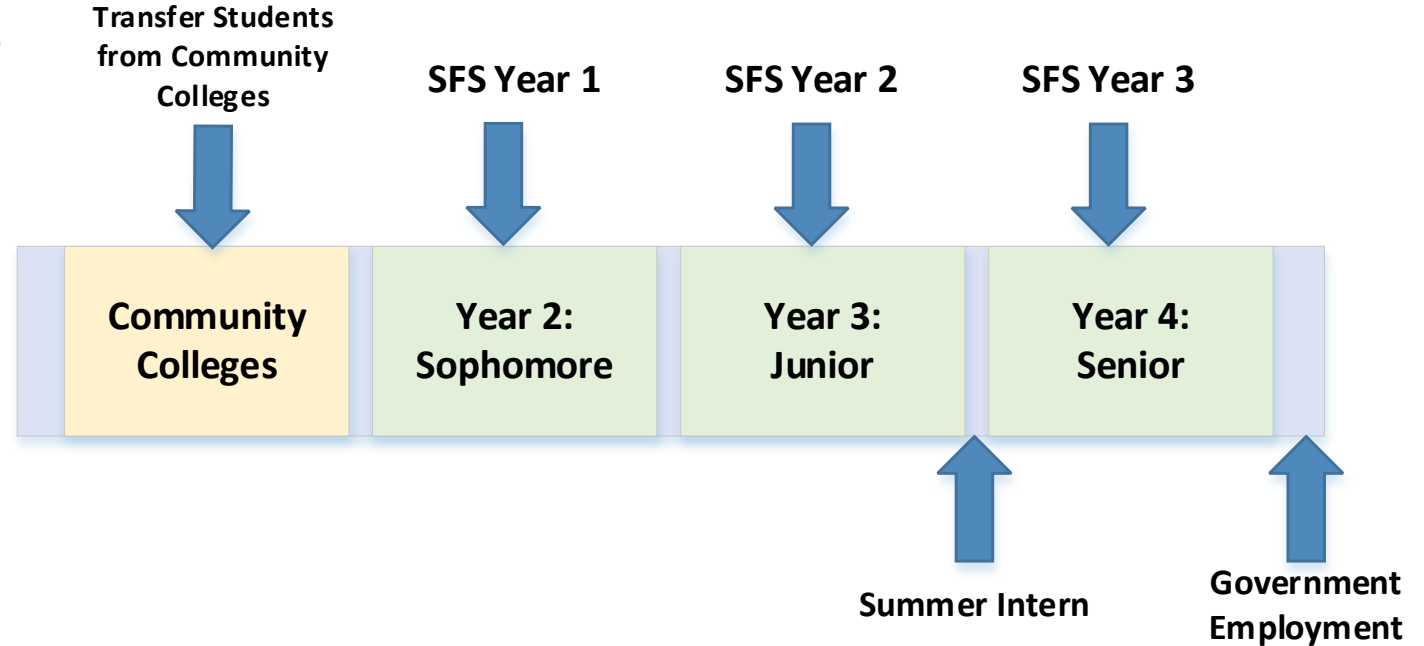 Transfer Students
from Community
Colleges
SFS Year 1
SFS Year 2
SFS Year 3
Community
Colleges
Year 2:
Sophomore
Year 3:
Junior
Year 4:
Senior
Summer Intern
Government
Employment